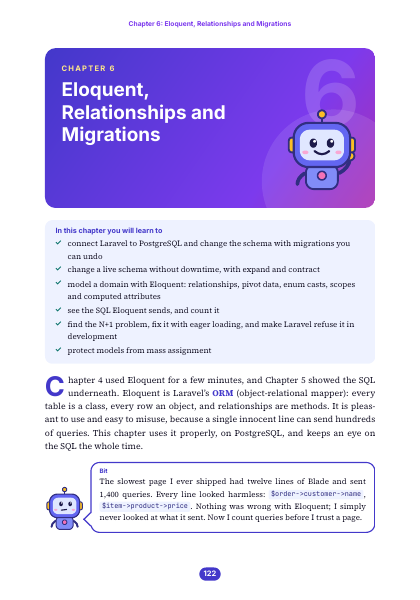 Chapter 6: Eloquent, Relationships and Migrations
CHAPTER 6
6
Eloquent,
Relationships and
Migrations
In this chapter you will learn to
✓ connect Laravel to PostgreSQL and change the schema with migrations you
can undo
✓ change a live schema without downtime, with expand and contract
✓ model a domain with Eloquent: relationships, pivot data, enum casts, scopes
and computed attributes
✓ see the SQL Eloquent sends, and count it
✓ find the N+1 problem, fix it with eager loading, and make Laravel refuse it in
development
✓ protect models from mass assignment
Chapter 4 used Eloquent for a few minutes, and Chapter 5 showed the SQL
underneath. Eloquent is Laravel's ORM (object-relational mapper): every
table is a class, every row an object, and relationships are methods. It is pleas-
ant to use and easy to misuse, because a single innocent line can send hundreds
of queries. This chapter uses it properly, on PostgreSQL, and keeps an eye on
the SQL the whole time.
Bit
The slowest page I ever shipped had twelve lines of Blade and sent
1,400 queries. Every line looked harmless: $order->customer->name,
$item->product->price. Nothing was wrong with Eloquent; I simply
never looked at what it sent. Now I count queries before I trust a page.
122